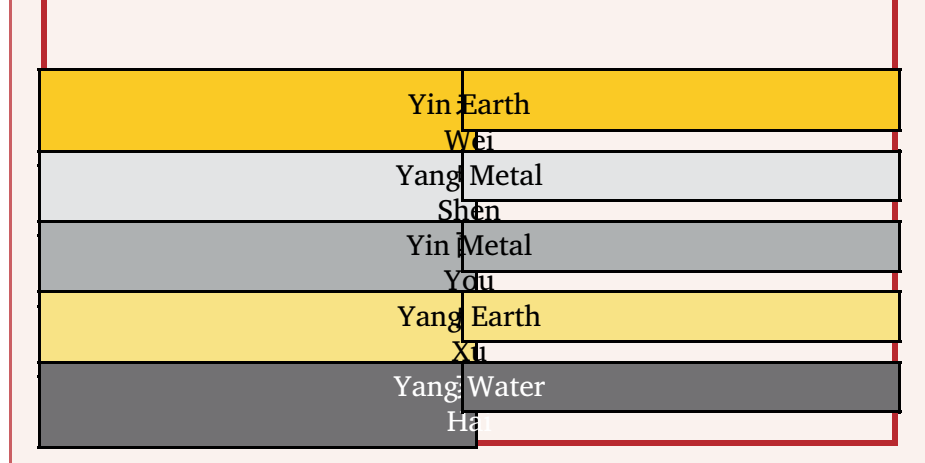 Yin Earth
Wei
Yang Metal
Shen
Yin Metal
You
Yang Earth
Xu
Yang Water
Hai